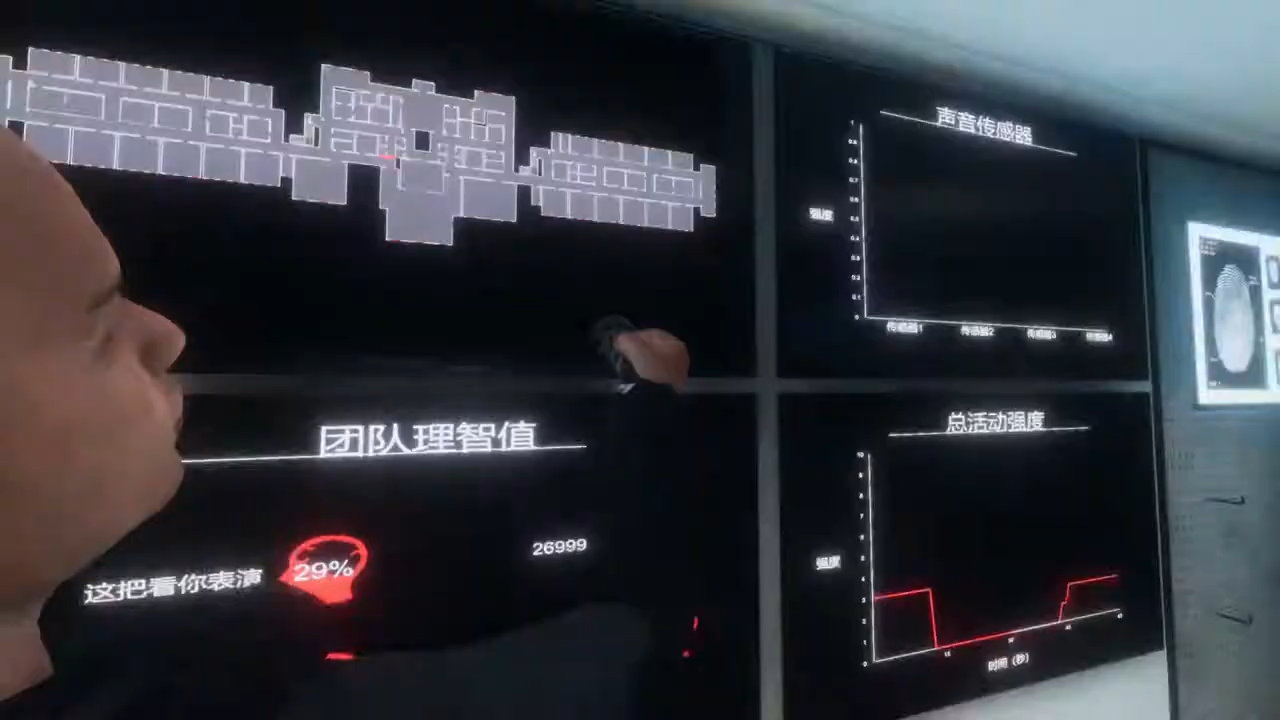 声音传感器
强度
传感器1 传感器2 传感器3 传感器4
团队理智值
这把看你表演 29% 26999
总活动强度
10
强度
时间（秒）